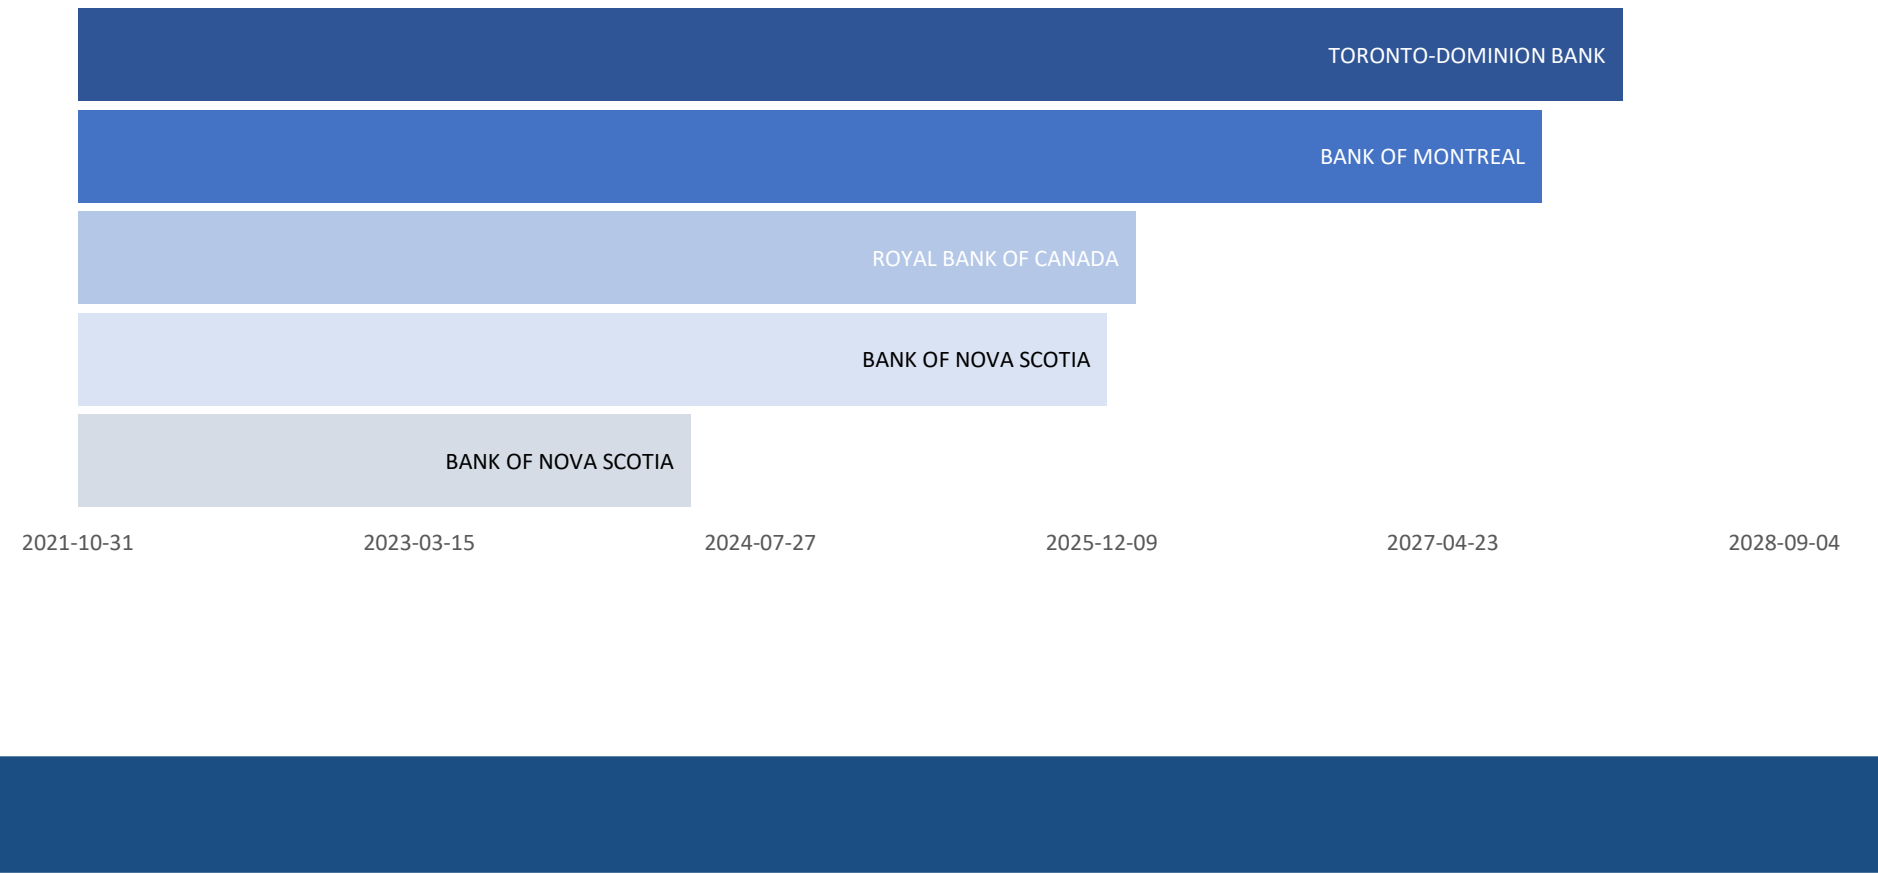 TORONTO-DOMINION BANK
BANK OF MONTREAL
ROYAL BANK OF CANADA
BANK OF NOVA SCOTIA
BANK OF NOVA SCOTIA
2021-10-31 2023-03-15 2024-07-27 2025-12-09 2027-04-23 2028-09-04